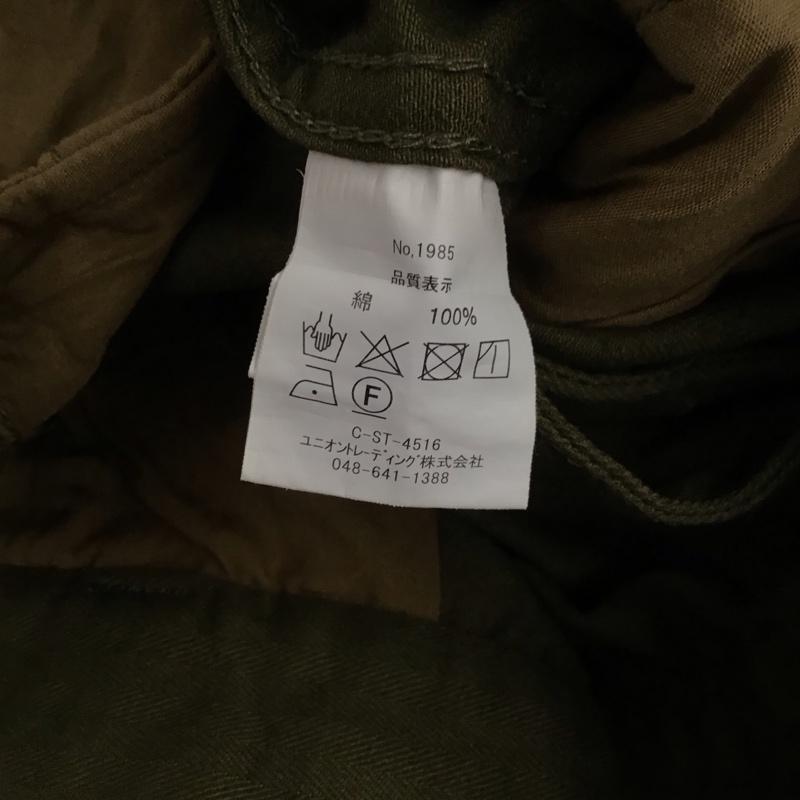 No,1985
品質表示
綿 100%
F
C-ST-4516
ユニオントレーディング株式会社
048-641-1388